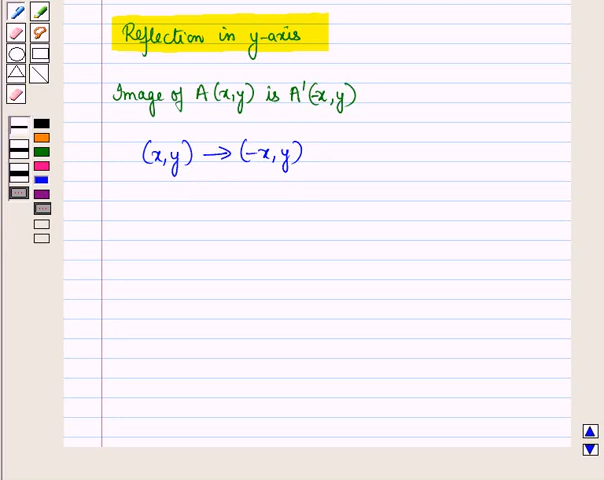 Reflection in y-axis
Image of A(x,y) is A'(-x,y)
(x,y) → (-x,y)